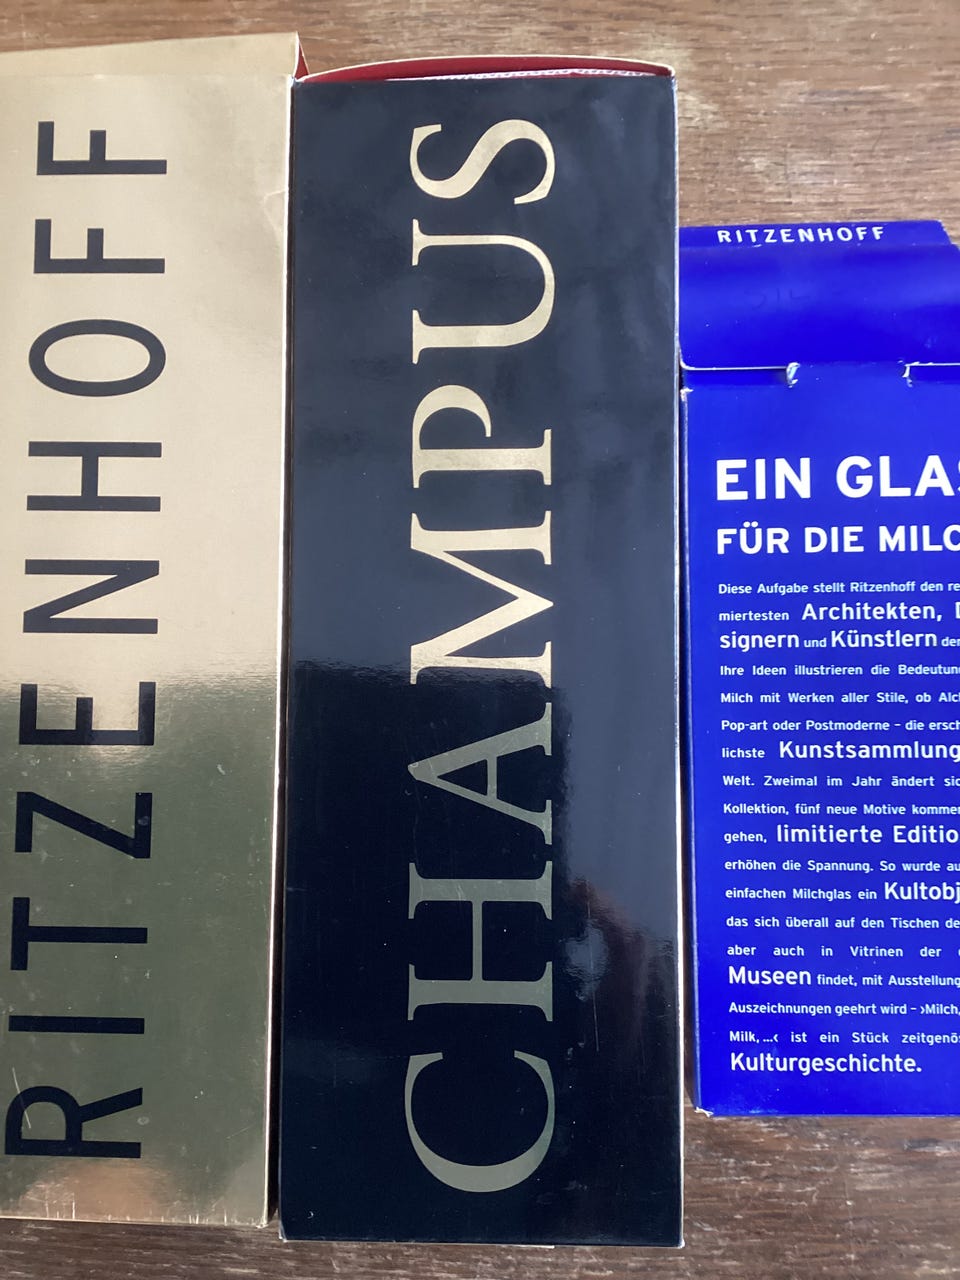 RITZENHOFF
CHAMPUS
RITZENHOFF
EIN GLAS
FÜR DIE MILC
Diese Aufgabe stellt Ritzenhoff den re
miertesten Architekten, D
signern und Künstlern der
Ihre Ideen illustrieren die Bedeutung
Milch mit Werken aller Stile, ob Alc
Pop-art oder Postmoderne – die ersch
lichste Kunstsammlung
Welt. Zweimal im Jahr ändert sic
Kollektion, fünf neue Motive kommen
gehen, limitierte Editio
erhöhen die Spannung. So wurde au
einfachen Milchglas ein Kultobj
das sich überall auf den Tischen de
aber auch in Vitrinen der
Museen findet, mit Ausstellung
Auszeichnungen geehrt wird – ›Milch,
Milk,...‹ ist ein Stück zeitgenös
Kulturgeschichte.